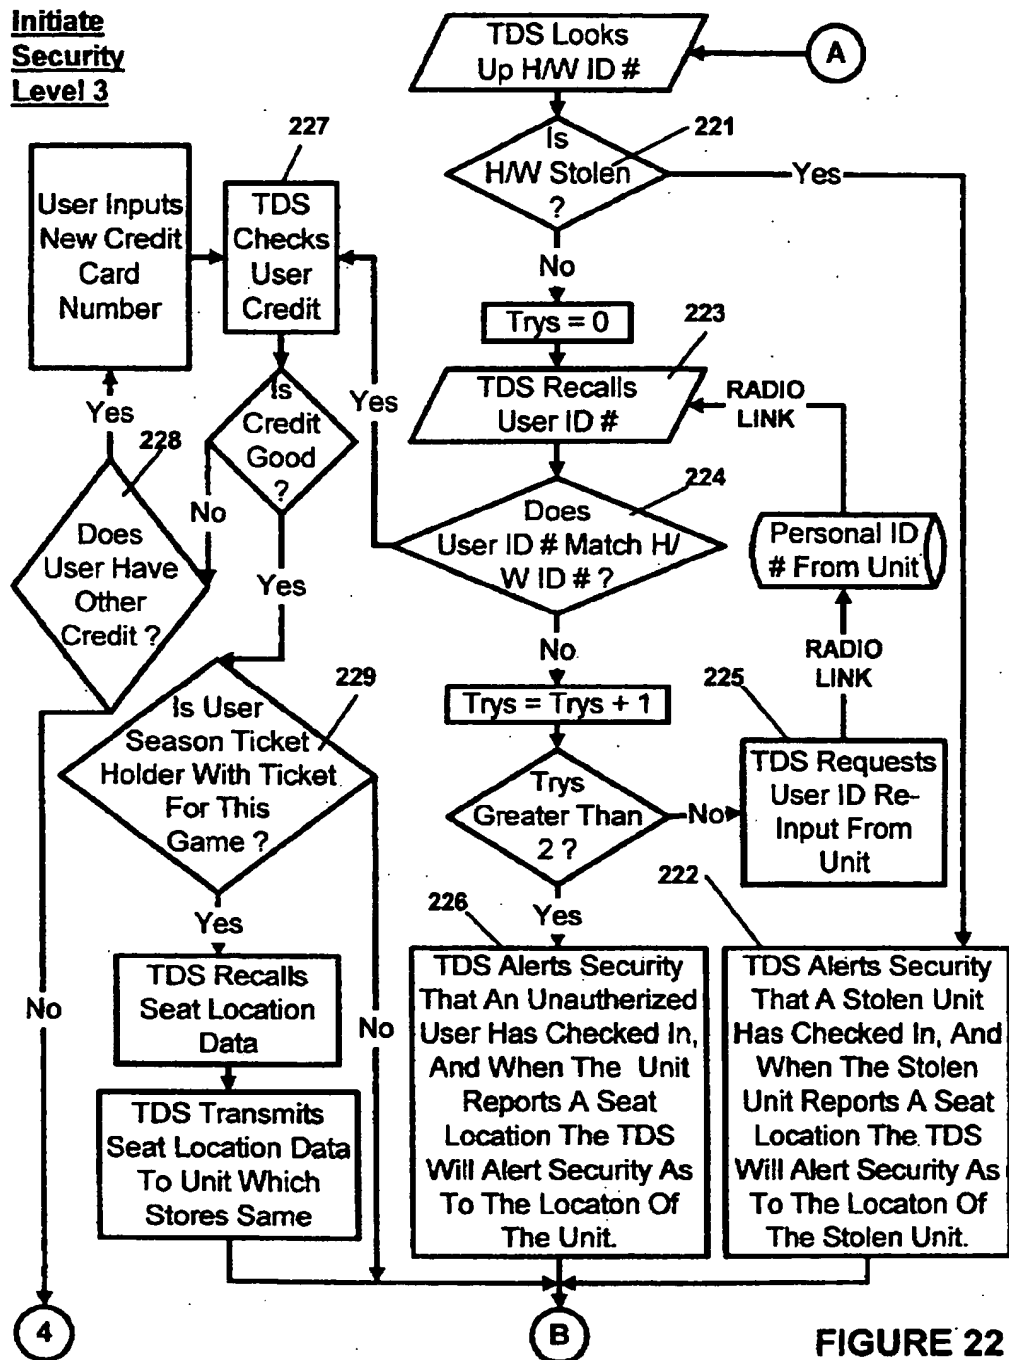 Initiate
Security
Level 3
TDS Looks
Up H/W ID #
A
221
Is
H/W Stolen
?
Yes
No
Trys = 0
223
TDS Recalls
User ID #
RADIO
LINK
224
Does
User ID # Match H/
W ID # ?
Yes
Personal ID
# From Unit
RADIO
LINK
No
Trys = Trys + 1
225
Trys
Greater Than
2 ?
No
TDS Requests
User ID Re-
Input From
Unit
Yes
226
TDS Alerts Security
That An Unautherized
User Has Checked In,
And When The Unit
Reports A Seat
Location The TDS
Will Alert Security As
To The Locaton Of
The Unit.
222
TDS Alerts Security
That A Stolen Unit
Has Checked In, And
When The Stolen
Unit Reports A Seat
Location The TDS
Will Alert Security As
To The Locaton Of
The Stolen Unit.
227
User Inputs
New Credit
Card
Number
TDS
Checks
User
Credit
Is
Credit
Good
?
Yes
228
No
Does
User Have
Other
Credit ?
Yes
229
Is User
Season Ticket
Holder With Ticket
For This
Game ?
Yes
No
No
TDS Recalls
Seat Location
Data
TDS Transmits
Seat Location Data
To Unit Which
Stores Same
4
B
FIGURE 22